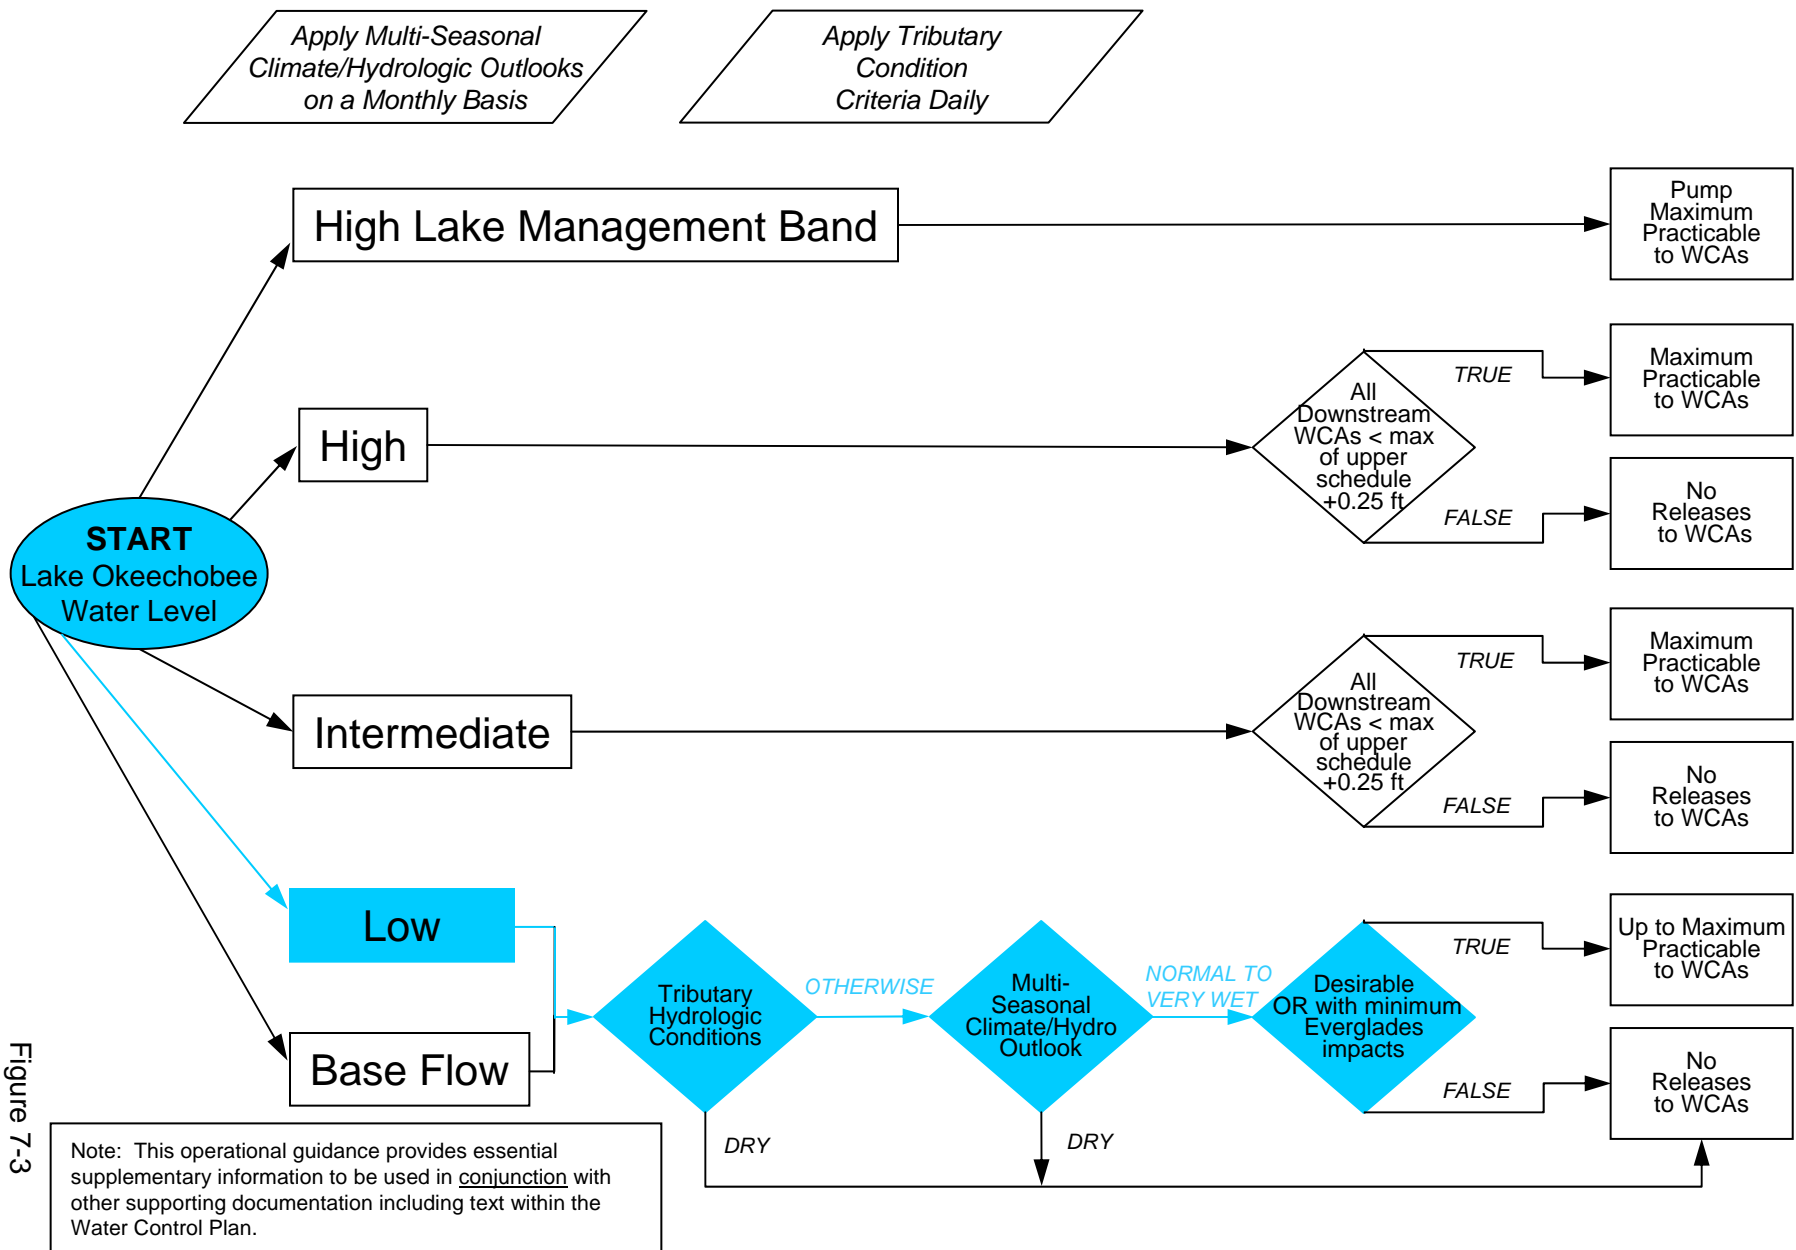 Apply Multi-Seasonal
Climate/Hydrologic Outlooks
on a Monthly Basis
Apply Tributary
Condition
Criteria Daily
High Lake Management Band
Pump
Maximum
Practicable
to WCAs
High
All
Downstream
WCAs < max
of upper
schedule
+0.25 ft
TRUE
Maximum
Practicable
to WCAs
FALSE
No
Releases
to WCAs
START
Lake Okeechobee
Water Level
Intermediate
All
Downstream
WCAs < max
of upper
schedule
+0.25 ft
TRUE
Maximum
Practicable
to WCAs
FALSE
No
Releases
to WCAs
Low
Base Flow
Tributary
Hydrologic
Conditions
OTHERWISE
DRY
Multi-
Seasonal
Climate/Hydro
Outlook
NORMAL TO
VERY WET
DRY
Desirable
OR with minimum
Everglades
impacts
TRUE
Up to Maximum
Practicable
to WCAs
FALSE
No
Releases
to WCAs
Note: This operational guidance provides essential
supplementary information to be used in conjunction with
other supporting documentation including text within the
Water Control Plan.
Figure 7-3